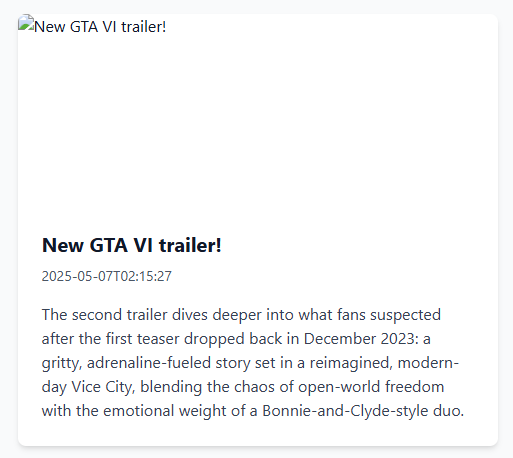 New GTA VI trailer!
New GTA VI trailer!
2025-05-07T02:15:27
The second trailer dives deeper into what fans suspected
after the first teaser dropped back in December 2023: a
gritty, adrenaline-fueled story set in a reimagined, modern-
day Vice City, blending the chaos of open-world freedom
with the emotional weight of a Bonnie-and-Clyde-style duo.